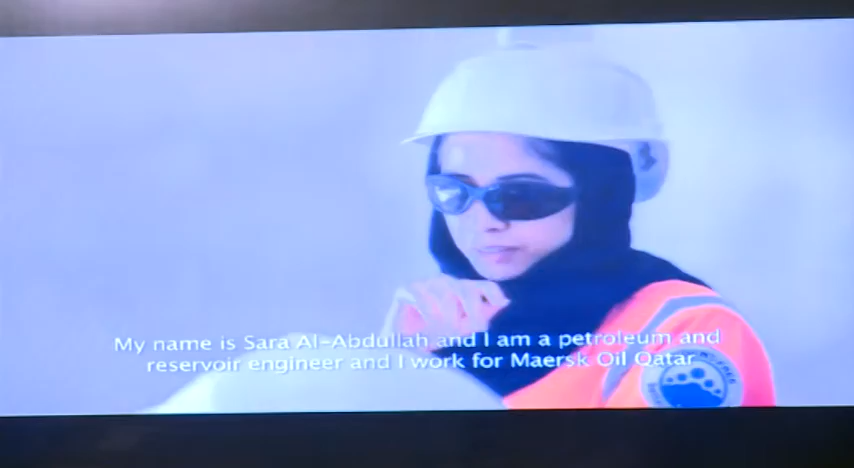 My name is Sara Al-Abdullah and I am a petroleum and
reservoir engineer and I work for Maersk Oil Qatar